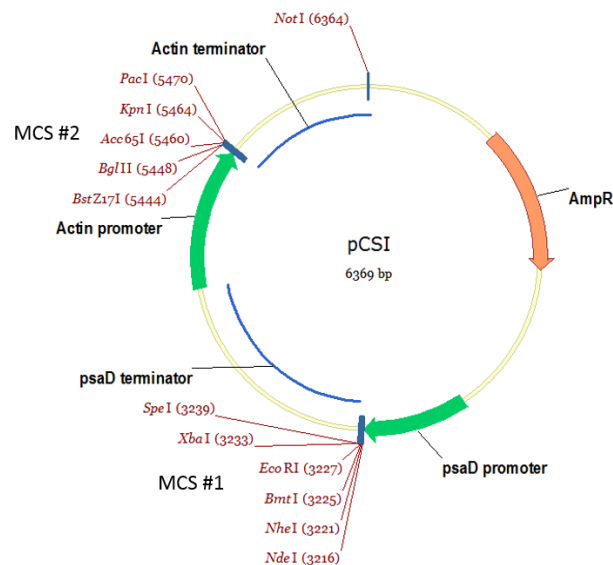 NotI (6364)
Actin terminator
PacI (5470)
KpnI (5464)
MCS #2
Acc65I (5460)
BglII (5448)
BstZ17I (5444)
Actin promoter
AmpR
pCSI
6369 bp
psaD terminator
SpeI (3239)
XbaI (3233)
EcoRI (3227)
psaD promoter
MCS #1
BmtI (3225)
NheI (3221)
NdeI (3216)